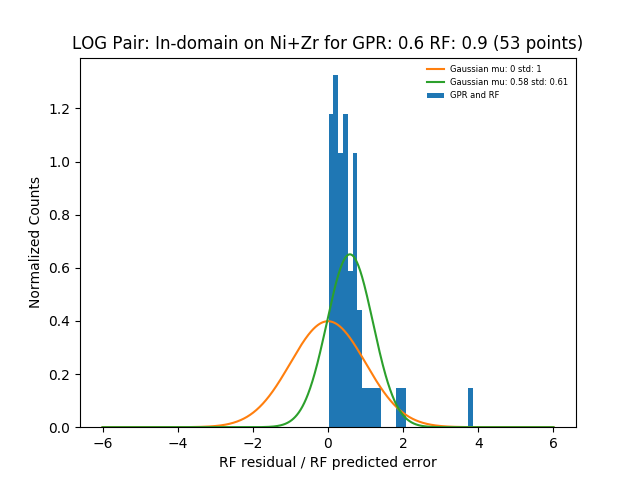 LOG Pair: In-domain on Ni+Zr for GPR: 0.6 RF: 0.9 (53 points)
Gaussian mu: 0 std: 1
Gaussian mu: 0.58 std: 0.61
GPR and RF
Normalized Counts
1.2
1.0
0.8
0.6
0.4
0.2
0.0
−6 −4 −2 0 2 4 6
RF residual / RF predicted error